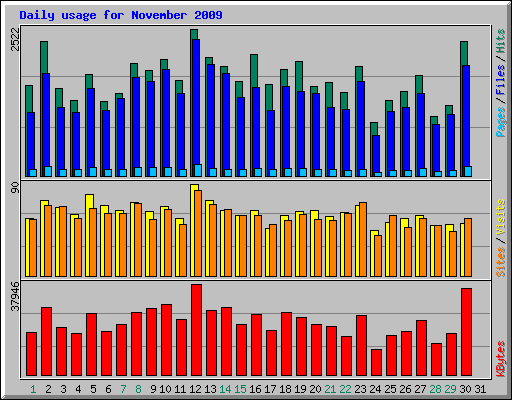 Daily usage for November 2009
2522
Pages / Files / Hits
90
Sites / Visits
37946
KBytes
1 2 3 4 5 6 7 8 9 10 11 12 13 14 15 16 17 18 19 20 21 22 23 24 25 26 27 28 29 30 31